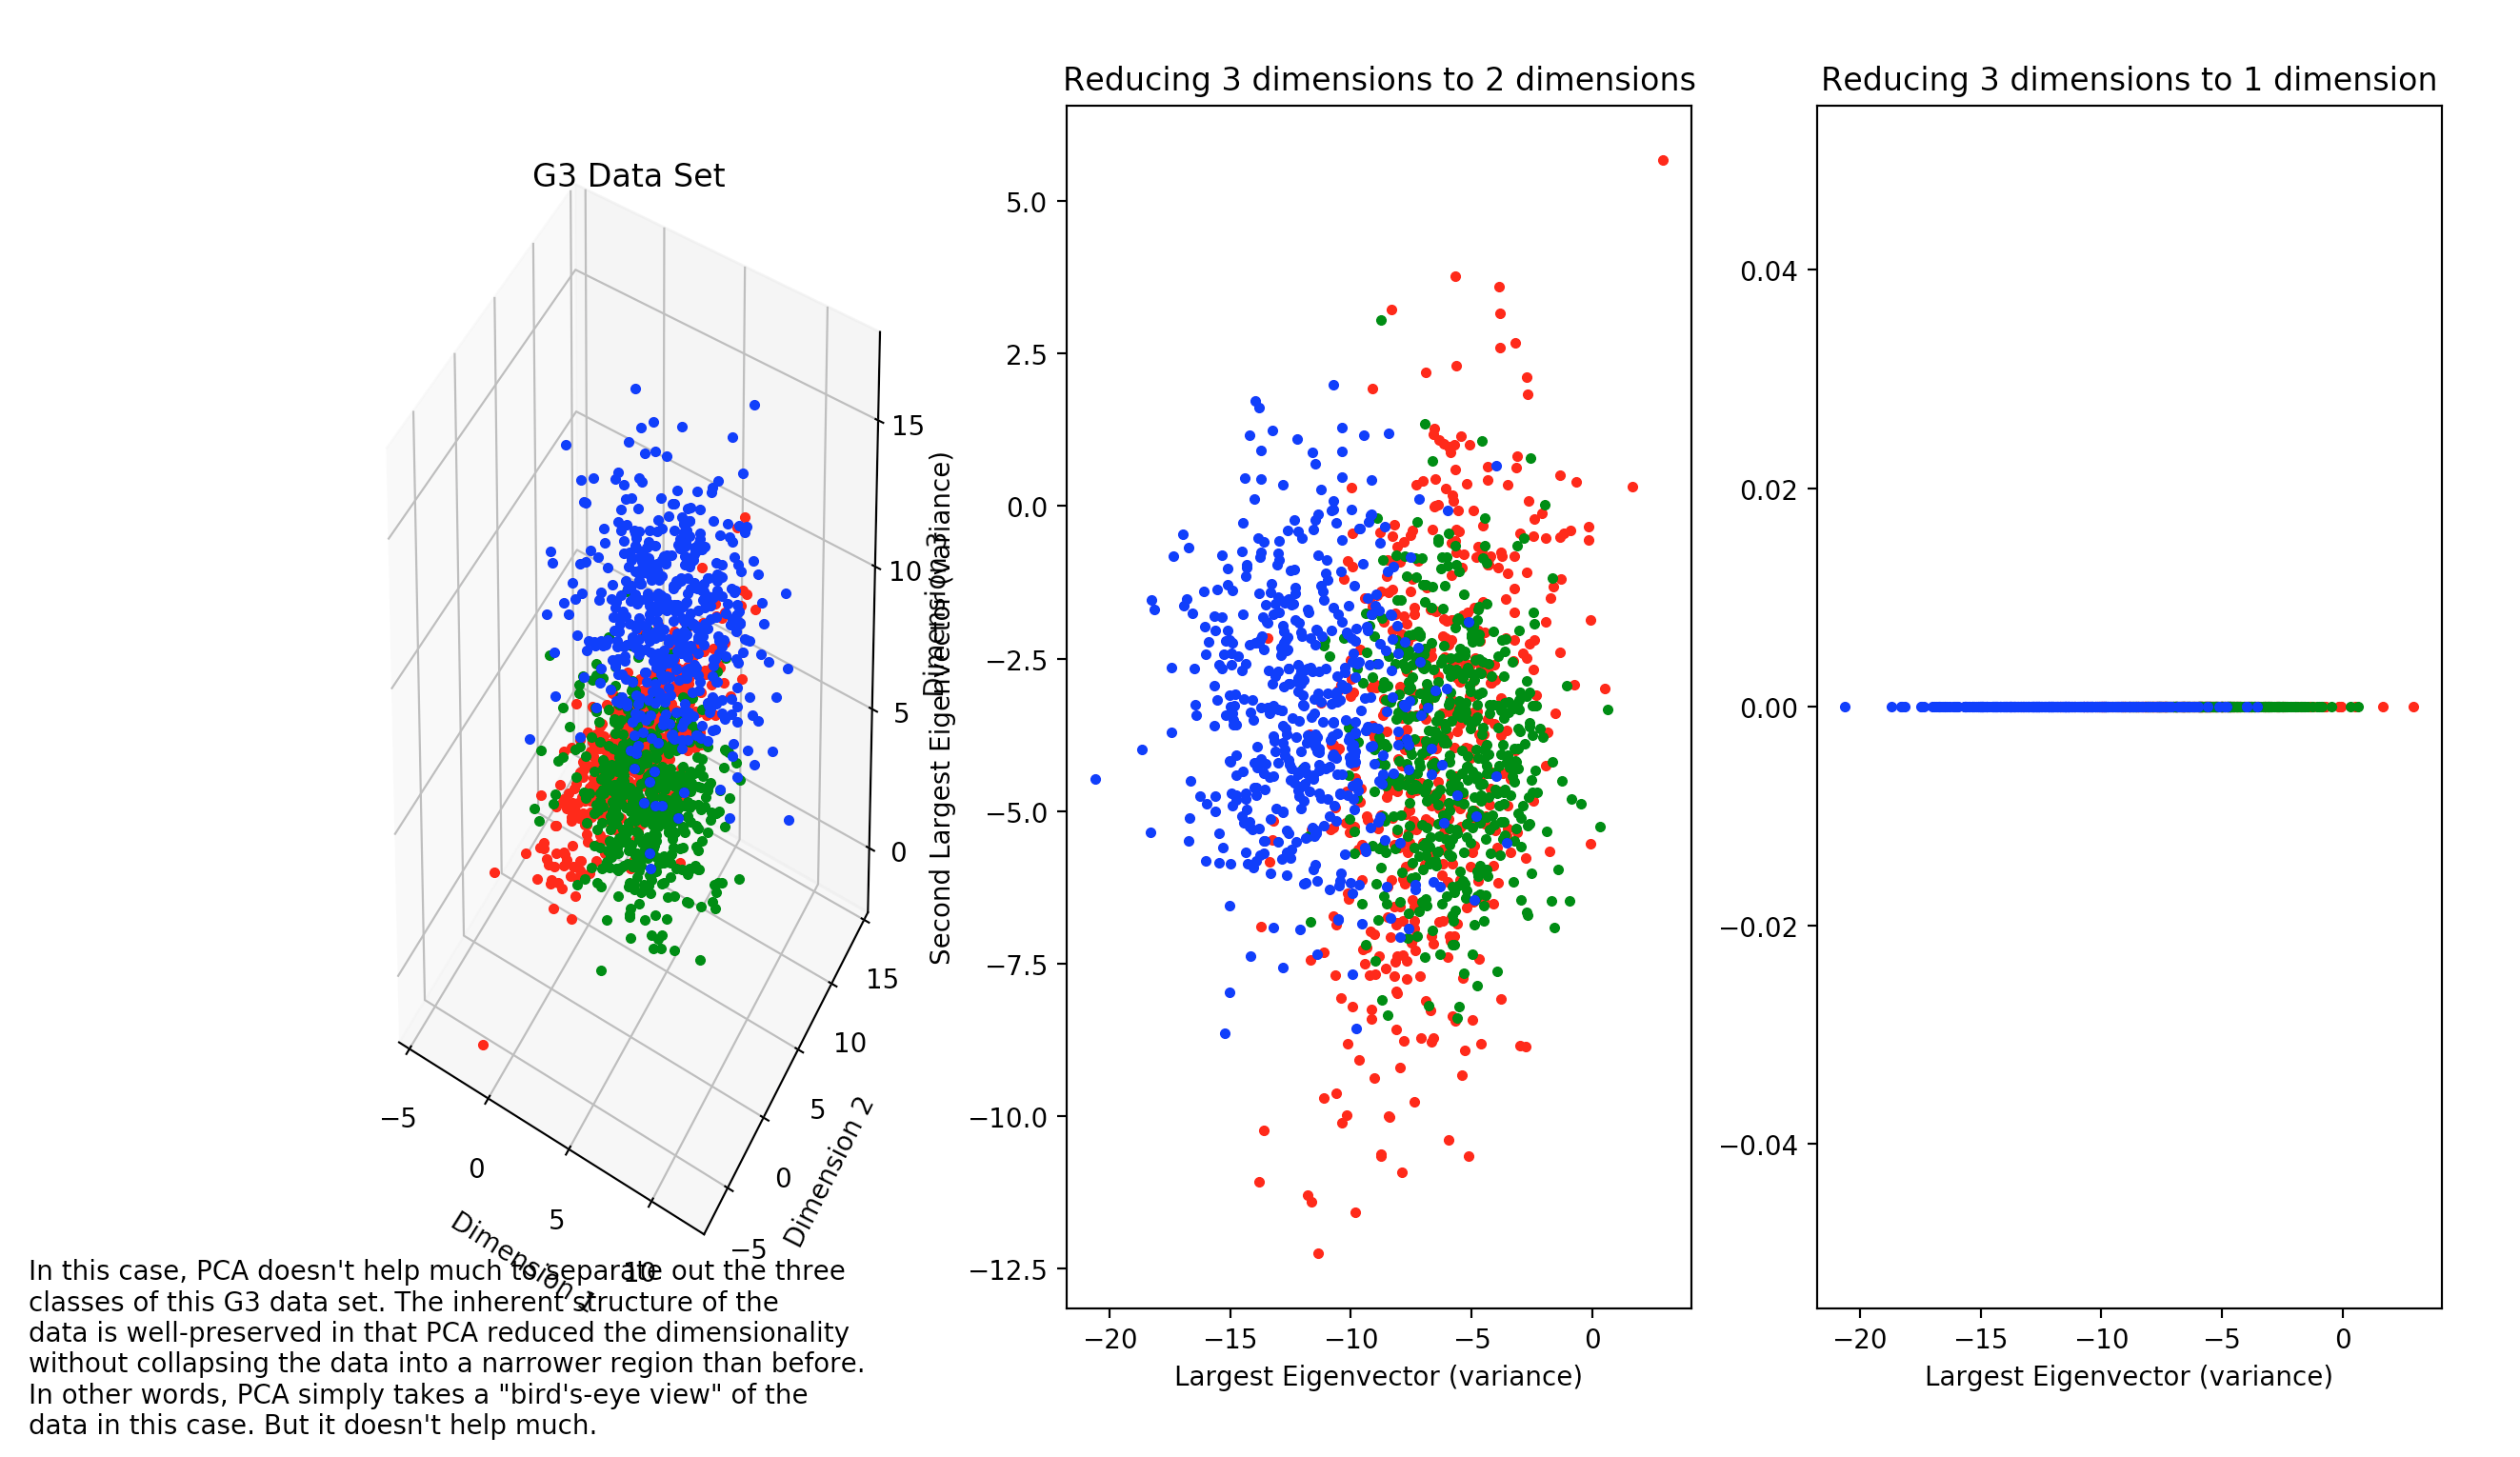 G3 Data Set
−5
0
5
10
Dimension 1
−5
0
5
10
15
Dimension 2
0
5
10
15
Dimension 3
Reducing 3 dimensions to 2 dimensions
5.0
2.5
0.0
−2.5
−5.0
−7.5
−10.0
−12.5
Second Largest Eigenvector (variance)
−20
−15
−10
−5
0
Largest Eigenvector (variance)
Reducing 3 dimensions to 1 dimension
0.04
0.02
0.00
−0.02
−0.04
−20
−15
−10
−5
0
Largest Eigenvector (variance)
In this case, PCA doesn't help much to separate out the three
classes of this G3 data set. The inherent structure of the
data is well-preserved in that PCA reduced the dimensionality
without collapsing the data into a narrower region than before.
In other words, PCA simply takes a "bird's-eye view" of the
data in this case. But it doesn't help much.